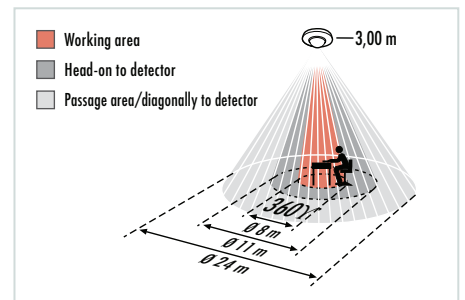 Working area
3,00 m
Head-on to detector
Passage area/diagonally to detector
360°
Ø 8 m
Ø 11 m
Ø 24 m